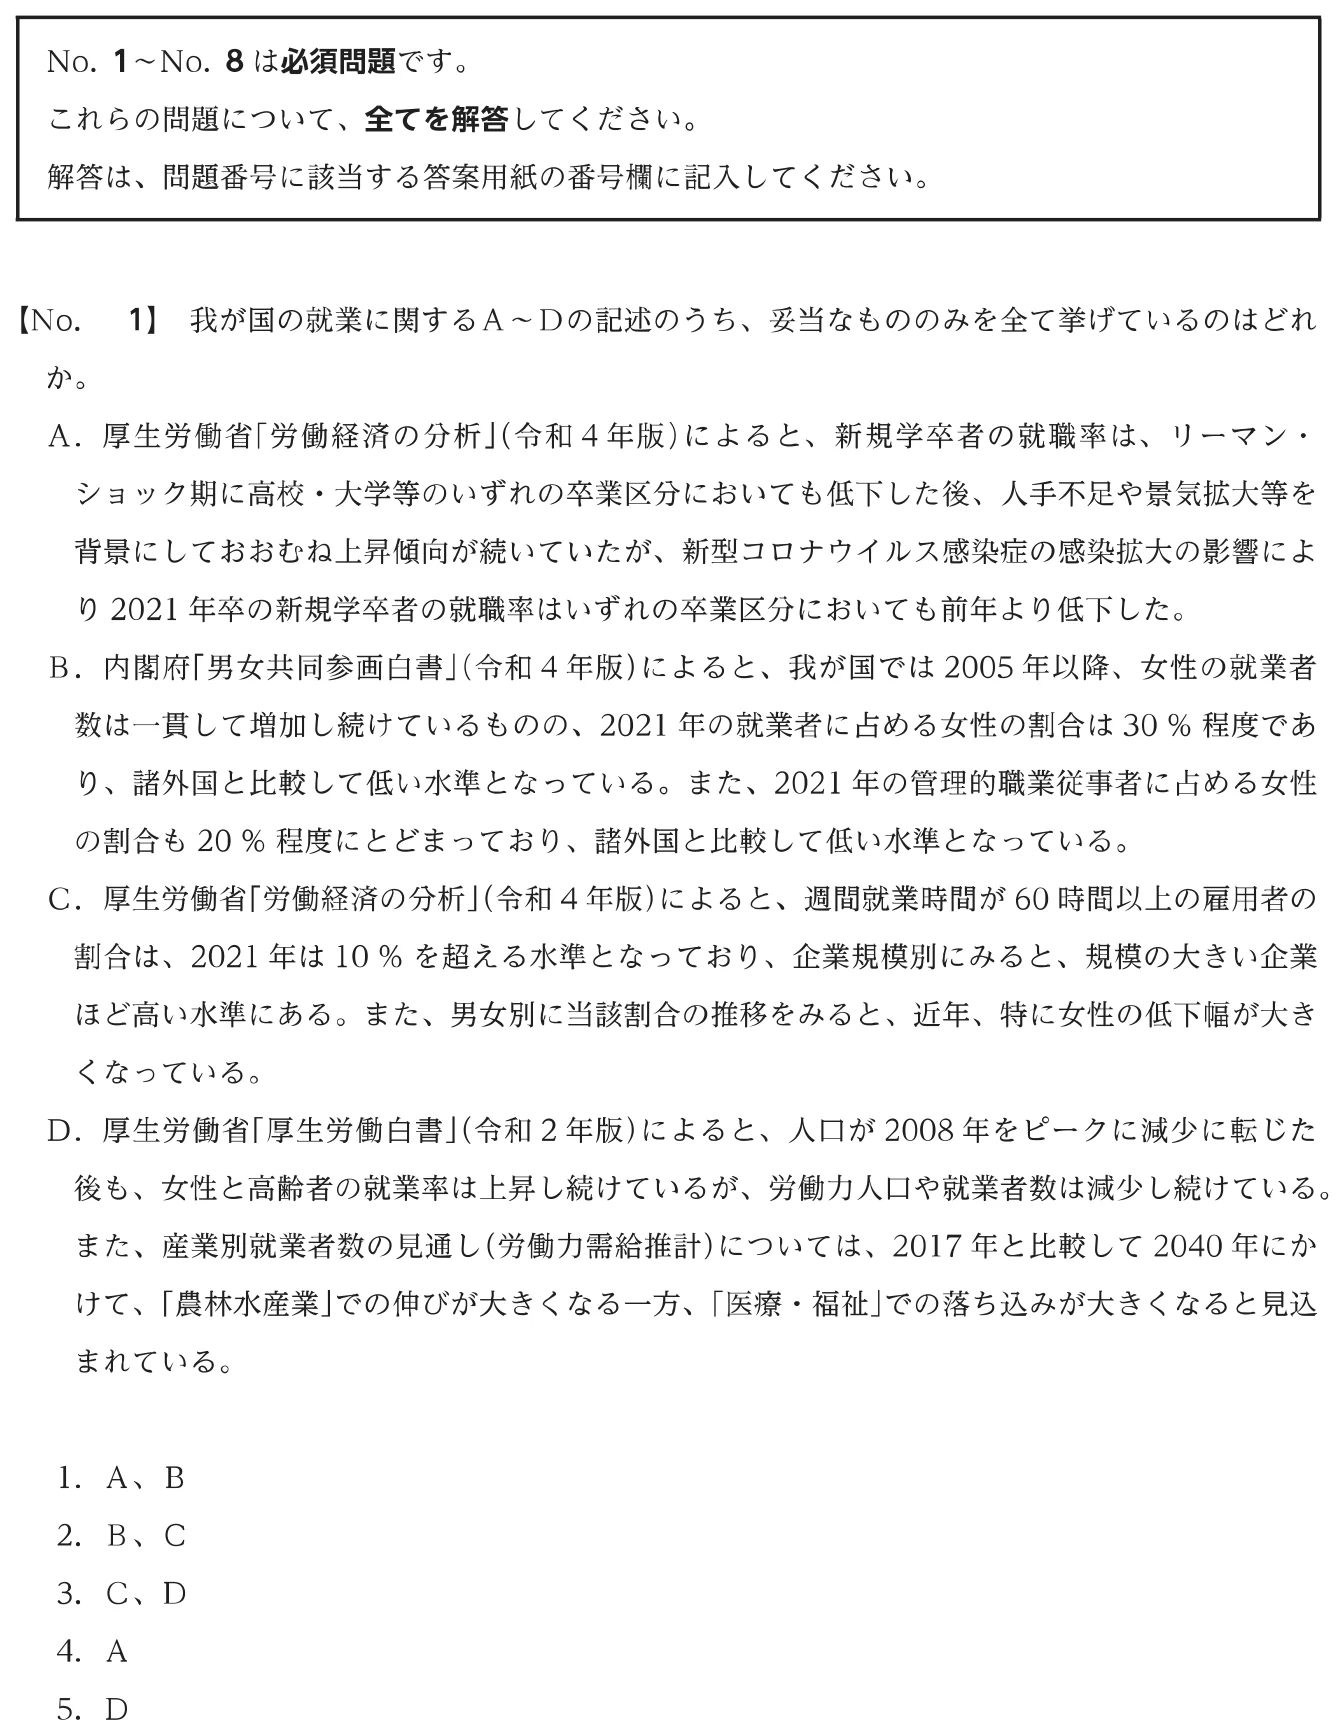 No. 1～No. 8 は必須問題です。
これらの問題について、全てを解答してください。
解答は、問題番号に該当する答案用紙の番号欄に記入してください。
【No. 1】 我が国の就業に関するＡ～Ｄの記述のうち、妥当なもののみを全て挙げているのはどれ
か。
Ａ．厚生労働省「労働経済の分析」（令和４年版）によると、新規学卒者の就職率は、リーマン・
ショック期に高校・大学等のいずれの卒業区分においても低下した後、人手不足や景気拡大等を
背景にしておおむね上昇傾向が続いていたが、新型コロナウイルス感染症の感染拡大の影響によ
り 2021 年卒の新規学卒者の就職率はいずれの卒業区分においても前年より低下した。
Ｂ．内閣府「男女共同参画白書」（令和４年版）によると、我が国では 2005 年以降、女性の就業者
数は一貫して増加し続けているものの、2021 年の就業者に占める女性の割合は 30 % 程度であ
り、諸外国と比較して低い水準となっている。また、2021 年の管理的職業従事者に占める女性
の割合も 20 % 程度にとどまっており、諸外国と比較して低い水準となっている。
Ｃ．厚生労働省「労働経済の分析」（令和４年版）によると、週間就業時間が 60 時間以上の雇用者の
割合は、2021 年は 10 % を超える水準となっており、企業規模別にみると、規模の大きい企業
ほど高い水準にある。また、男女別に当該割合の推移をみると、近年、特に女性の低下幅が大き
くなっている。
Ｄ．厚生労働省「厚生労働白書」（令和２年版）によると、人口が 2008 年をピークに減少に転じた
後も、女性と高齢者の就業率は上昇し続けているが、労働力人口や就業者数は減少し続けている。
また、産業別就業者数の見通し（労働力需給推計）については、2017 年と比較して 2040 年にか
けて、「農林水産業」での伸びが大きくなる一方、「医療・福祉」での落ち込みが大きくなると見込
まれている。
1．Ａ、Ｂ
2．Ｂ、Ｃ
3．Ｃ、Ｄ
4．Ａ
5．Ｄ